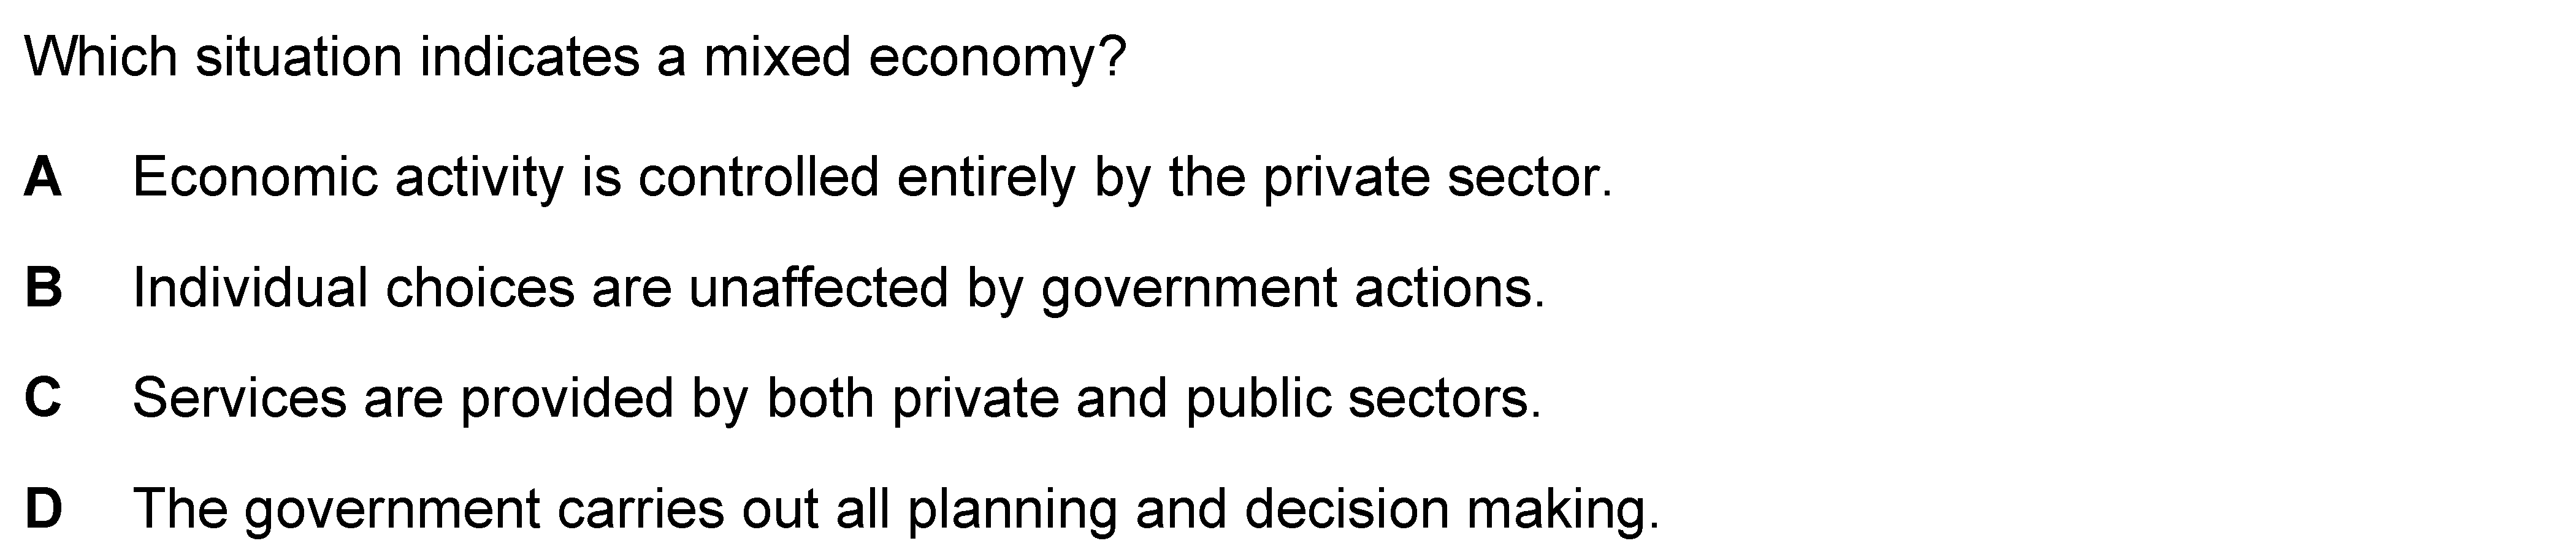 Which situation indicates a mixed economy?
A Economic activity is controlled entirely by the private sector.
B Individual choices are unaffected by government actions.
C Services are provided by both private and public sectors.
D The government carries out all planning and decision making.